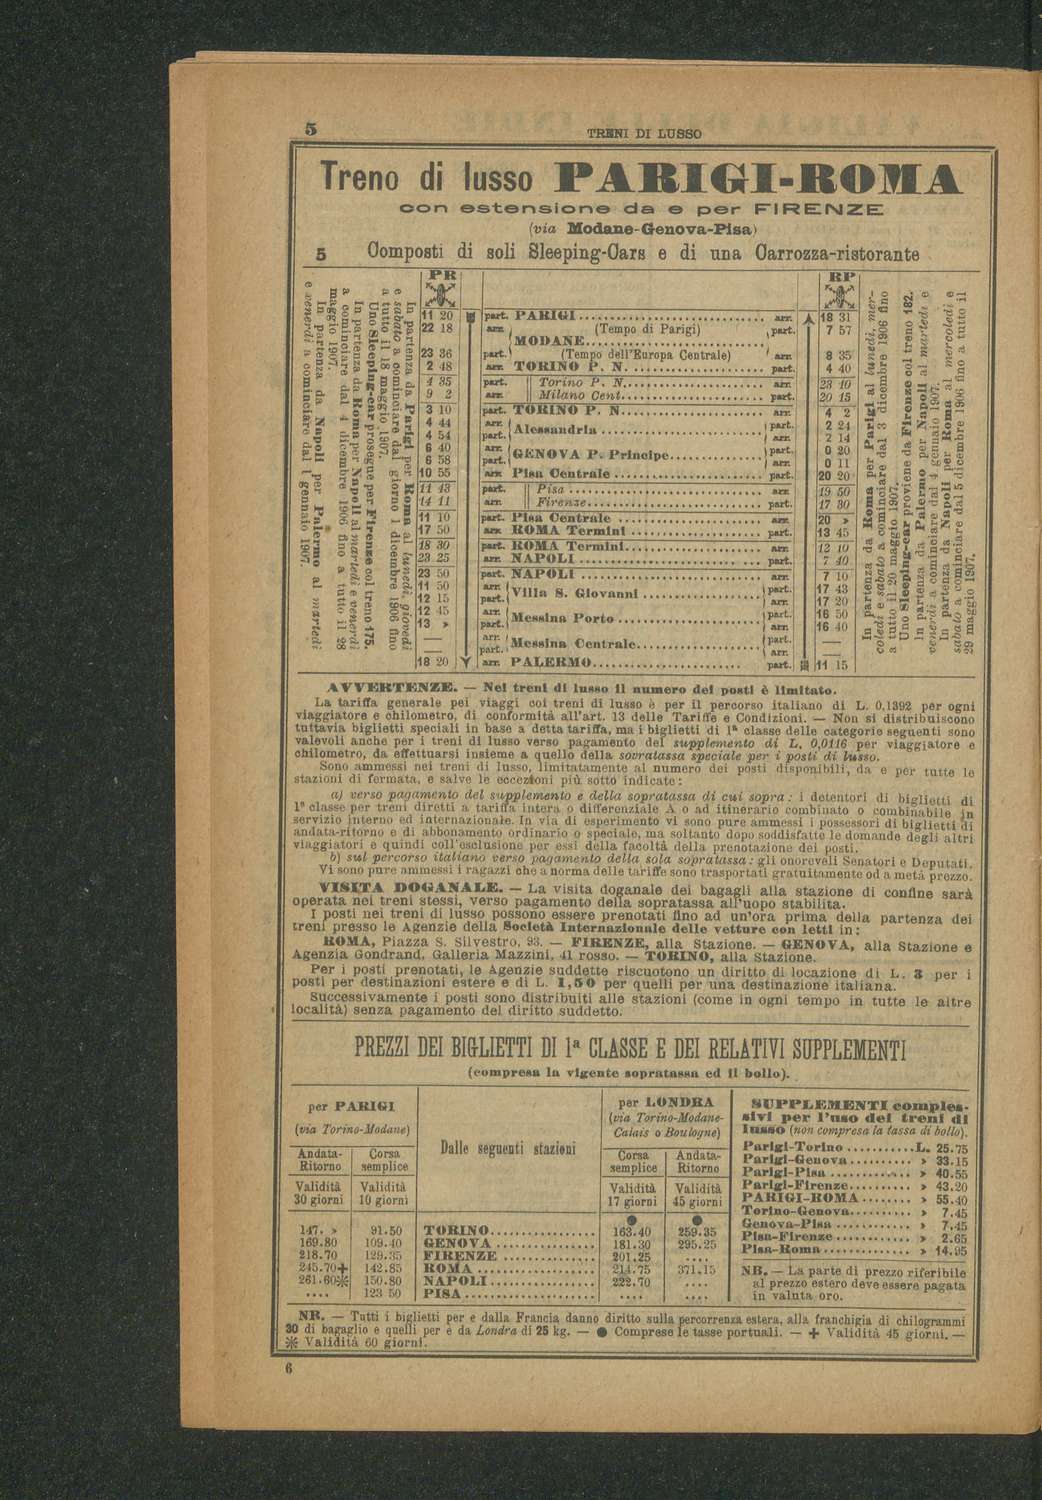 5
TRENI DI LUSSO
Treno di lusso PARIGI-ROMA
con estensione da e per FIRENZE
(via Modane-Genova-Pisa)
5 Composti di soli Sleeping-Cars e di una Carrozza-ristorante
In partenza da Parigi per Roma al lunedì, giovedì
e sabato a cominciare dal giorno 1 dicembre 1906 fino
a tutto il 18 maggio 1907.
Uno Sleeping-car prosegue per Firenze col treno 175.
In partenza da Roma per Napoli al martedì e venerdì
a cominciare dal 4 dicembre 1906 fino a tutto il 28
maggio 1907.
In partenza da Napoli per Palermo al martedì
e venerdì a cominciare dal 1 gennaio 1907.
PR RP
11 20 part. PARIGI arr. 18 31
22 18 arr. (Tempo di Parigi) part. 7 57
MODANE
23 36 part. (Tempo dell'Europa Centrale) arr. 8 35
2 48 arr. TORINO P. N. part. 4 40
4 35 part. Torino P. N. arr. 23 10
9 2 arr. Milano Cent. part. 20 15
3 10 part. TORINO P. N. arr. 4 2
4 44 arr. Alessandria part. 2 24
4 54 part. arr. 2 14
6 40 arr. GENOVA P. Principe part. 0 20
6 58 part. arr. 0 11
10 55 arr. Pisa Centrale part. 20 20
11 43 part. Pisa arr. 19 50
14 11 arr. Firenze part. 17 30
11 10 part. Pisa Centrale arr. 20 »
17 50 arr. ROMA Termini part. 13 45
18 30 part. ROMA Termini arr. 12 10
23 25 arr. NAPOLI part. 7 40
23 50 part. NAPOLI arr. 7 10
11 50 arr. Villa S. Giovanni part. 17 43
12 15 part. arr. 17 20
12 45 arr. Messina Porto part. 16 50
13 » part. arr. 16 40
— arr. Messina Centrale part. —
— part. arr. —
18 20 arr. PALERMO part. 11 15
In partenza da Roma per Parigi al lunedì, mer-
coledì e sabato a cominciare dal 3 dicembre 1906 fino
a tutto il 20 maggio 1907.
Uno Sleeping-car proviene da Firenze col treno 182.
In partenza da Palermo per Napoli al martedì e
venerdì a cominciare dal 4 gennaio 1907.
In partenza da Napoli per Roma al mercoledì e
sabato a cominciare dal 5 dicembre 1906 fino a tutto il
29 maggio 1907.
AVVERTENZE. — Nei treni di lusso il numero dei posti è limitato.
La tariffa generale pei viaggi coi treni di lusso è per il percorso italiano di L. 0,1392 per ogni
viaggiatore e chilometro, di conformità all'art. 13 delle Tariffe e Condizioni. — Non si distribuiscono
tuttavia biglietti speciali in base a detta tariffa, ma i biglietti di 1ª classe delle categorie seguenti sono
valevoli anche per i treni di lusso verso pagamento del supplemento di L. 0,0116 per viaggiatore e
chilometro, da effettuarsi insieme a quello della sovratassa speciale per i posti di lusso.
Sono ammessi nei treni di lusso, limitatamente al numero dei posti disponibili, da e per tutte le
stazioni di fermata, e salve le eccezioni più sotto indicate:
a) verso pagamento del supplemento e della sopratassa di cui sopra: i detentori di biglietti di
1ª classe per treni diretti a tariffa intera o differenziale A o ad itinerario combinato o combinabile in
servizio interno ed internazionale. In via di esperimento vi sono pure ammessi i possessori di biglietti di
andata-ritorno e di abbonamento ordinario o speciale, ma soltanto dopo soddisfatte le domande degli altri
viaggiatori e quindi coll'esclusione per essi della facoltà della prenotazione dei posti.
b) sul percorso italiano verso pagamento della sola sopratassa: gli onorevoli Senatori e Deputati.
Vi sono pure ammessi i ragazzi che a norma delle tariffe sono trasportati gratuitamente od a metà prezzo.
VISITA DOGANALE. — La visita doganale dei bagagli alla stazione di confine sarà
operata nei treni stessi, verso pagamento della sopratassa all'uopo stabilita.
I posti nei treni di lusso possono essere prenotati fino ad un'ora prima della partenza dei
treni presso le Agenzie della Società Internazionale delle vetture con letti in:
ROMA, Piazza S. Silvestro, 93. — FIRENZE, alla Stazione. — GENOVA, alla Stazione e
Agenzia Gondrand, Galleria Mazzini, 41 rosso. — TORINO, alla Stazione.
Per i posti prenotati, le Agenzie suddette riscuotono un diritto di locazione di L. 3 per i
posti per destinazioni estere e di L. 1,50 per quelli per una destinazione italiana.
Successivamente i posti sono distribuiti alle stazioni (come in ogni tempo in tutte le altre
località) senza pagamento del diritto suddetto.
PREZZI DEI BIGLIETTI DI 1ª CLASSE E DEI RELATIVI SUPPLEMENTI
(compresa la vigente sopratassa ed il bollo).
per PARIGI
(via Torino-Modane)
Andata-Ritorno Corsa semplice
Validità 30 giorni Validità 10 giorni
Dalle seguenti stazioni
per LONDRA
(via Torino-Modane-
Calais o Boulogne)
Corsa semplice Andata-Ritorno
Validità 17 giorni Validità 45 giorni
147. » 91.50 TORINO ● 163.40 ● 259.35
169.80 109.40 GENOVA 181.30 295.25
218.70 129.35 FIRENZE 201.25 ....
245.70+ 142.85 ROMA 214.75 371.15
261.60※ 150.80 NAPOLI 222.70 ....
.... 123 50 PISA .... ....
SUPPLEMENTI comples-
sivi per l'uso dei treni di
lusso (non compresa la tassa di bollo).
Parigi-Torino L. 25.75
Parigi-Genova » 33.15
Parigi-Pisa » 40.55
Parigi-Firenze » 43.20
PARIGI-ROMA » 55.40
Torino-Genova » 7.45
Genova-Pisa » 7.45
Pisa-Firenze » 2.65
Pisa-Roma » 14.95
NB. — La parte di prezzo riferibile
al prezzo estero deve essere pagata
in valuta oro.
NB. — Tutti i biglietti per e dalla Francia danno diritto sulla percorrenza estera, alla franchigia di chilogrammi
30 di bagaglio e quelli per e da Londra di 25 kg. — ● Comprese le tasse portuali. — + Validità 45 giorni. —
※ Validità 60 giorni.
6